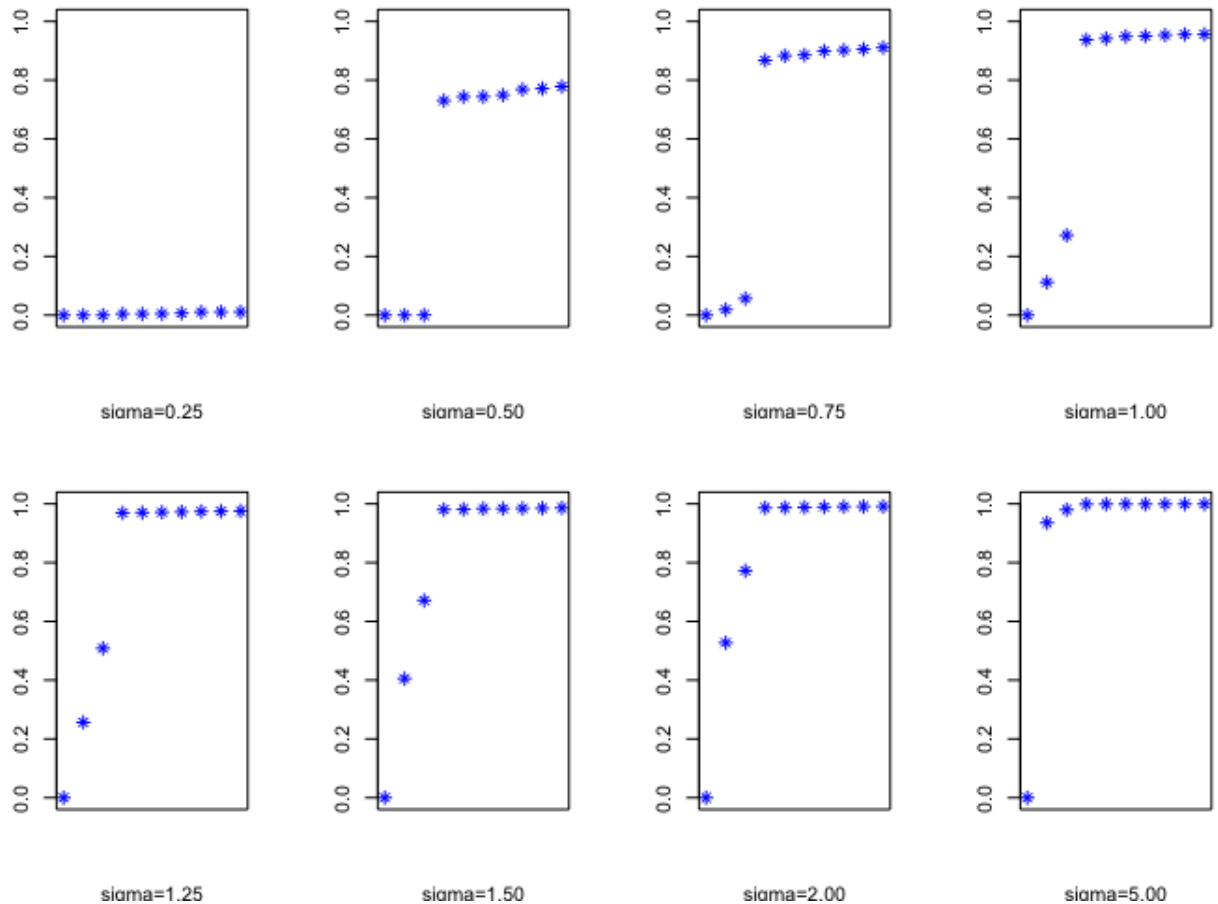 1.0 1.0 1.0 1.0
0.8 0.8 0.8 0.8
0.6 0.6 0.6 0.6
0.4 0.4 0.4 0.4
0.2 0.2 0.2 0.2
0.0 0.0 0.0 0.0
sigma=0.25 sigma=0.50 sigma=0.75 sigma=1.00
1.0 1.0 1.0 1.0
0.8 0.8 0.8 0.8
0.6 0.6 0.6 0.6
0.4 0.4 0.4 0.4
0.2 0.2 0.2 0.2
0.0 0.0 0.0 0.0
sigma=1.25 sigma=1.50 sigma=2.00 sigma=5.00